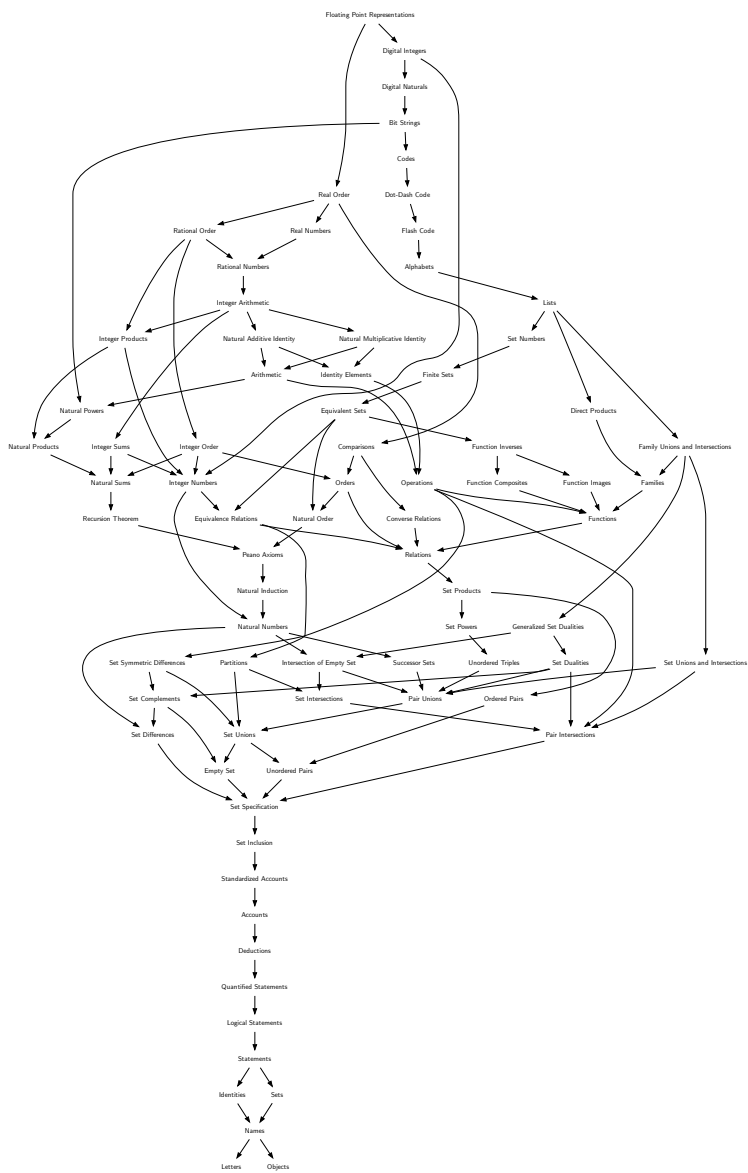 Floating Point Representations
Digital Integers
Digital Naturals
Bit Strings
Codes
Real Order Dot-Dash Code
Rational Order Real Numbers Flash Code
Rational Numbers Alphabets
Integer Arithmetic Lists
Integer Products Natural Additive Identity Natural Multiplicative Identity Set Numbers
Arithmetic Identity Elements Finite Sets
Natural Powers Equivalent Sets Direct Products
Natural Products Integer Sums Integer Order Comparisons Function Inverses Family Unions and Intersections
Natural Sums Integer Numbers Orders Operations Function Composites Function Images Families
Recursion Theorem Equivalence Relations Natural Order Converse Relations Functions
Peano Axioms Relations
Natural Induction Set Products
Natural Numbers Set Powers Generalized Set Dualities
Set Symmetric Differences Partitions Intersection of Empty Set Successor Sets Unordered Triples Set Dualities Set Unions and Intersections
Set Complements Set Intersections Pair Unions Ordered Pairs
Set Differences Set Unions Pair Intersections
Empty Set Unordered Pairs
Set Specification
Set Inclusion
Standardized Accounts
Accounts
Deductions
Quantified Statements
Logical Statements
Statements
Identities Sets
Names
Letters Objects